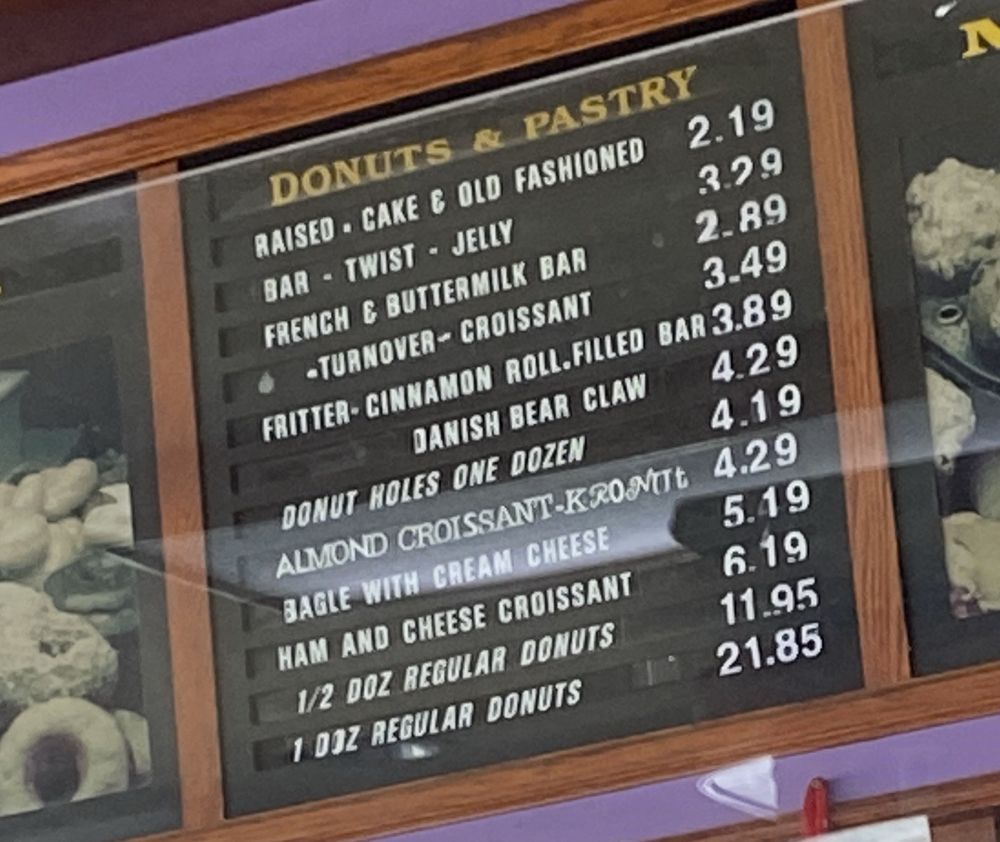 DONUTS & PASTRY
RAISED - CAKE & OLD FASHIONED 2.19
BAR - TWIST - JELLY 3.29
FRENCH & BUTTERMILK BAR 2.89
-TURNOVER- CROISSANT 3.49
FRITTER-CINNAMON ROLL.FILLED BAR 3.89
DANISH BEAR CLAW 4.29
DONUT HOLES ONE DOZEN 4.19
ALMOND CROISSANT-KRONUt 4.29
BAGLE WITH CREAM CHEESE 5.19
HAM AND CHEESE CROISSANT 6.19
1/2 DOZ REGULAR DONUTS 11.95
1 DOZ REGULAR DONUTS 21.85